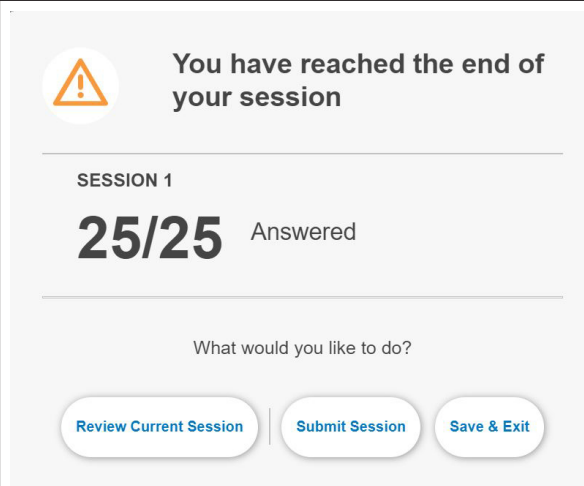 You have reached the end of
your session
SESSION 1
25/25 Answered
What would you like to do?
Review Current Session Submit Session Save & Exit